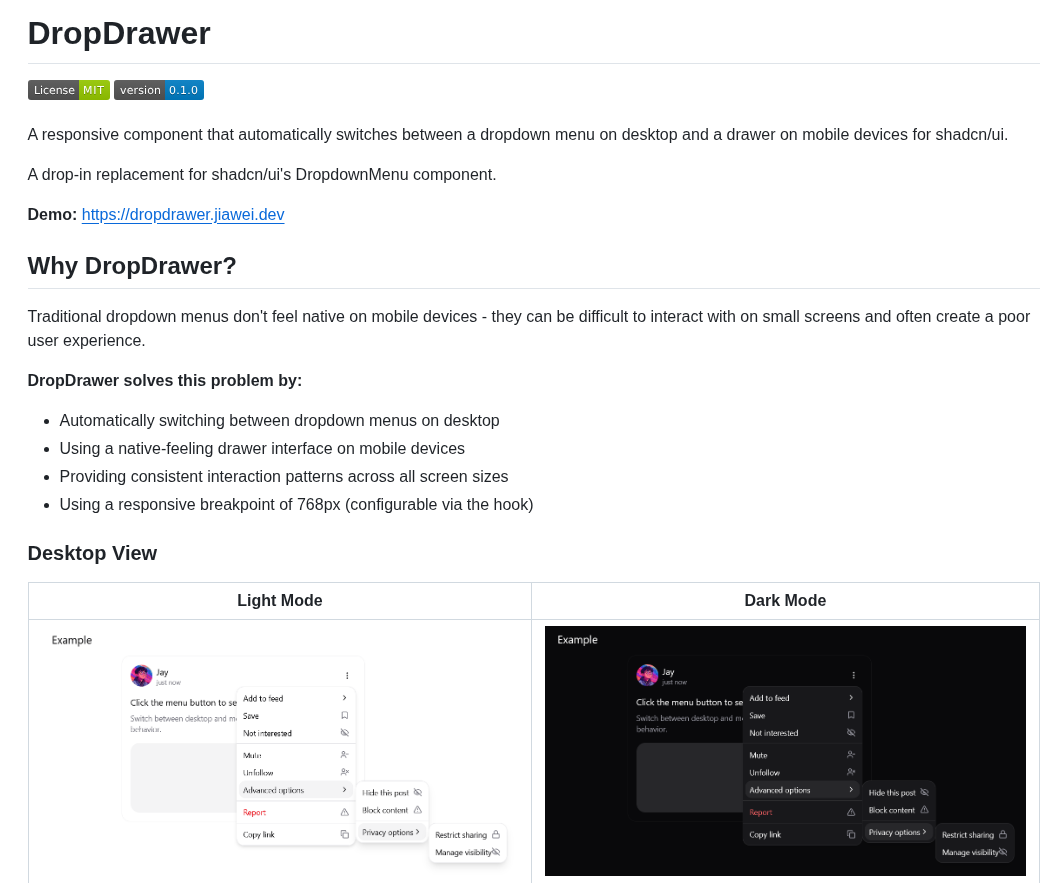 DropDrawer
License MIT version 0.1.0
A responsive component that automatically switches between a dropdown menu on desktop and a drawer on mobile devices for shadcn/ui.
A drop-in replacement for shadcn/ui's DropdownMenu component.
Demo: https://dropdrawer.jiawei.dev
Why DropDrawer?
Traditional dropdown menus don't feel native on mobile devices - they can be difficult to interact with on small screens and often create a poor
user experience.
DropDrawer solves this problem by:
Automatically switching between dropdown menus on desktop
Using a native-feeling drawer interface on mobile devices
Providing consistent interaction patterns across all screen sizes
Using a responsive breakpoint of 768px (configurable via the hook)
Desktop View
Light Mode
Dark Mode
Example
Jay
just now
Click the menu button to se
Switch between desktop and m
behavior.
Add to feed
Save
Not interested
Mute
Unfollow
Advanced options
Report
Copy link
Hide this post
Block content
Privacy options
Restrict sharing
Manage visibility
Example
Jay
just now
Click the menu button to se
Switch between desktop and m
behavior.
Add to feed
Save
Not interested
Mute
Unfollow
Advanced options
Report
Copy link
Hide this post
Block content
Privacy options
Restrict sharing
Manage visibility